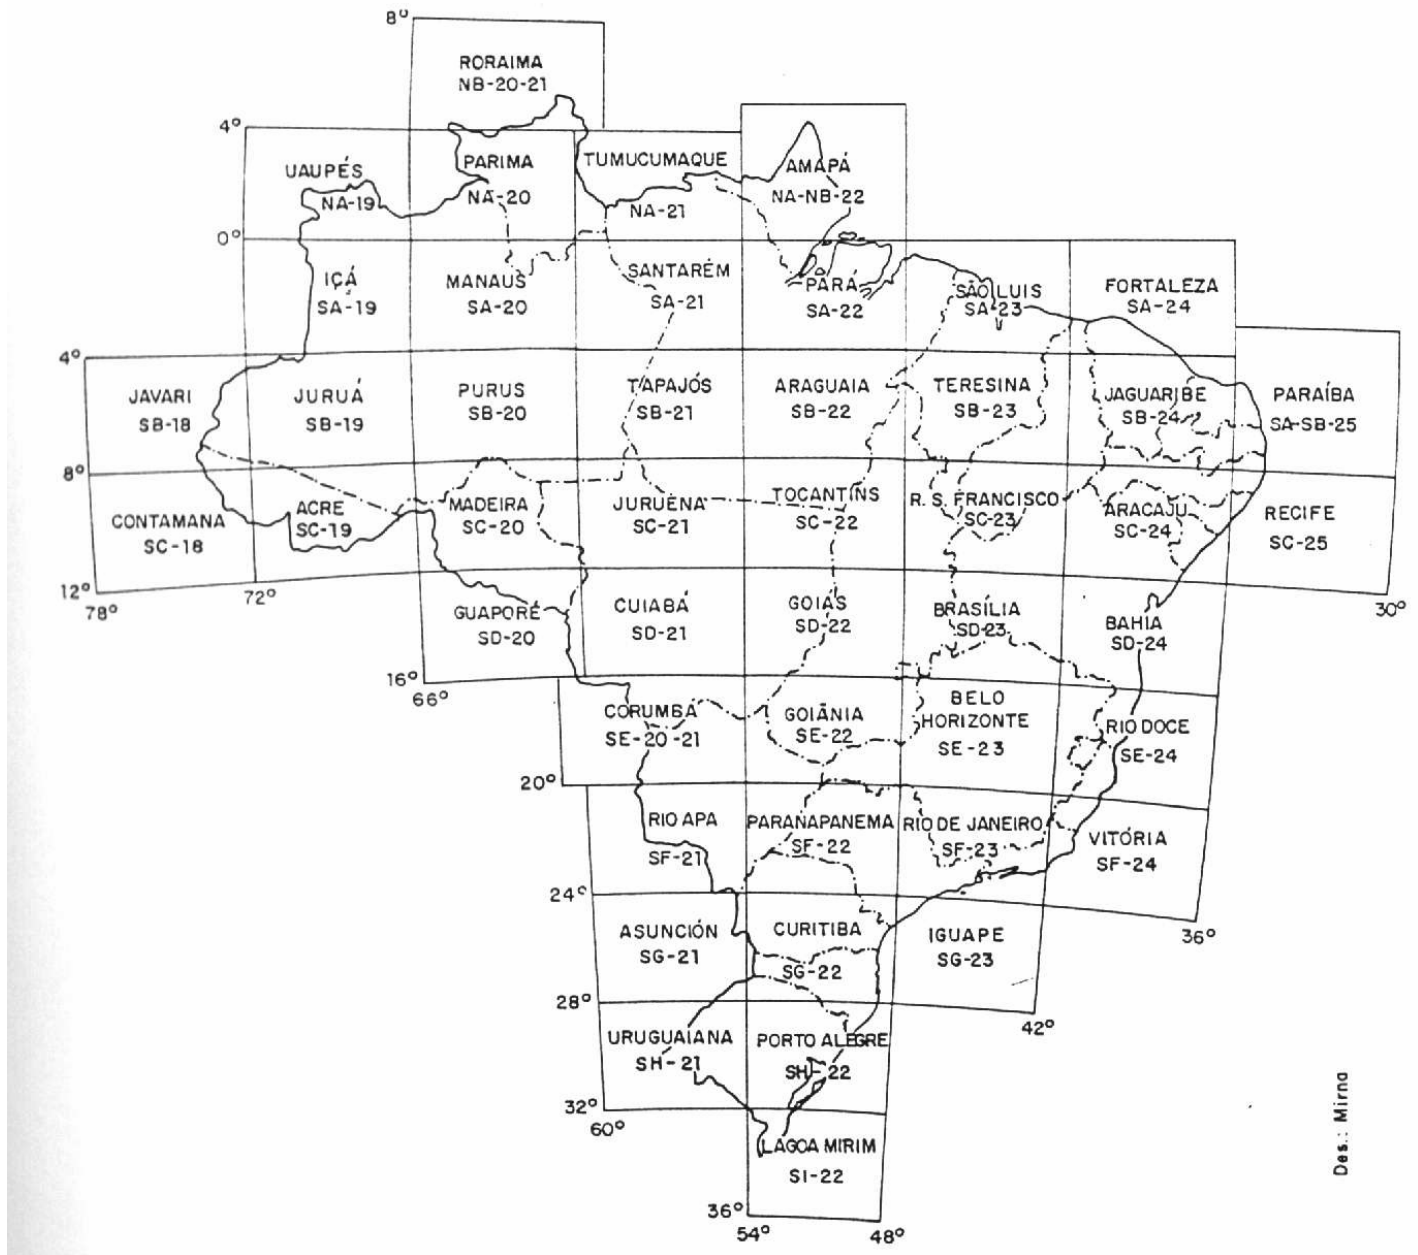 8°
RORAIMA
NB-20-21
4°
UAUPÉS
NA-19
PARIMA
NA-20
TUMUCUMAQUE
NA-21
AMAPÁ
NA-NB-22
0°
IÇÁ
SA-19
MANAUS
SA-20
SANTARÉM
SA-21
PARÁ
SA-22
SÃO LUIS
SA-23
FORTALEZA
SA-24
4°
JAVARI
SB-18
JURUÁ
SB-19
PURUS
SB-20
TAPAJÓS
SB-21
ARAGUAIA
SB-22
TERESINA
SB-23
JAGUARIBE
SB-24
PARAÍBA
SA-SB-25
8°
CONTAMANA
SC-18
ACRE
SC-19
MADEIRA
SC-20
JURUENA
SC-21
TOCANTINS
SC-22
R. S. FRANCISCO
SC-23
ARACAJU
SC-24
RECIFE
SC-25
12°
78°
72°
30°
GUAPORÉ
SD-20
CUIABÁ
SD-21
GOIÁS
SD-22
BRASÍLIA
SD-23
BAHIA
SD-24
16°
66°
CORUMBÁ
SE-20-21
GOIÂNIA
SE-22
BELO
HORIZONTE
SE-23
RIO DOCE
SE-24
20°
RIO APA
SF-21
PARANAPANEMA
SF-22
RIO DE JANEIRO
SF-23
VITÓRIA
SF-24
24°
36°
ASUNCIÓN
SG-21
CURITIBA
SG-22
IGUAPE
SG-23
28°
42°
URUGUAIANA
SH-21
PORTO ALEGRE
SH-22
32°
60°
LAGOA MIRIM
SI-22
36°
54°
48°
Des.: Mirna